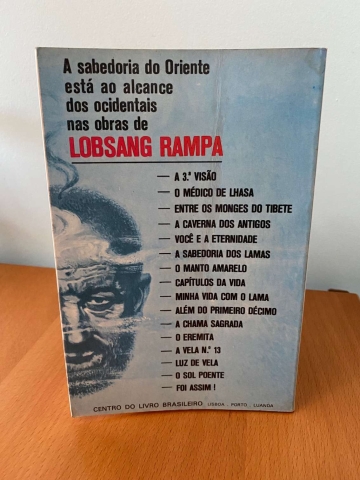 A sabedoria do Oriente
está ao alcance
dos ocidentais
nas obras de
LOBSANG RAMPA
— A 3.ª VISÃO
— O MÉDICO DE LHASA
— ENTRE OS MONGES DO TIBETE
— A CAVERNA DOS ANTIGOS
— VOCÊ E A ETERNIDADE
— A SABEDORIA DOS LAMAS
— O MANTO AMARELO
— CAPÍTULOS DA VIDA
— MINHA VIDA COM O LAMA
— ALÉM DO PRIMEIRO DÉCIMO
— A CHAMA SAGRADA
— O EREMITA
— A VELA N.º 13
— LUZ DE VELA
— O SOL POENTE
— FOI ASSIM !
CENTRO DO LIVRO BRASILEIRO, LISBOA - PORTO - LUANDA